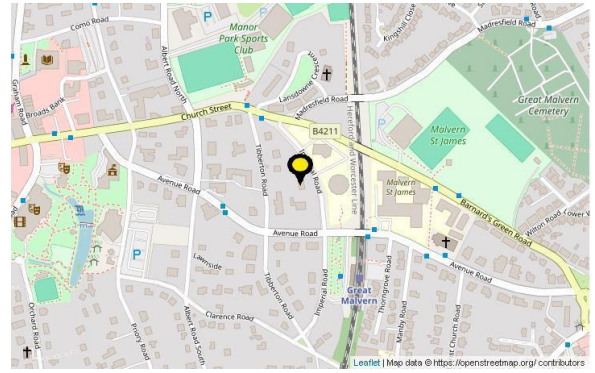 Como Road
Manor
Park Sports
Club
Kingshill Close
Madresfield Road
Albert Road North
Lansdowne Crescent
Graham Road
Broads Bank
Madresfield Road
Great Malvern
Cemetery
Church Street
B4211
Malvern
St James
Hereford and Worcester Line
Tibberton Road
Imperial Road
Malvern
St James
Avenue Road
Barnard's Green Road
Wilton Road
Avenue Road
Lawnside
Avenue Road
Tibberton Road
Imperial Road
Great
Malvern
Thorngrove Road
Manby Road
Clarence Road
Orchard Road
Priory Road
Albert Road South
Leaflet | Map data © https://openstreetmap.org/ contributors